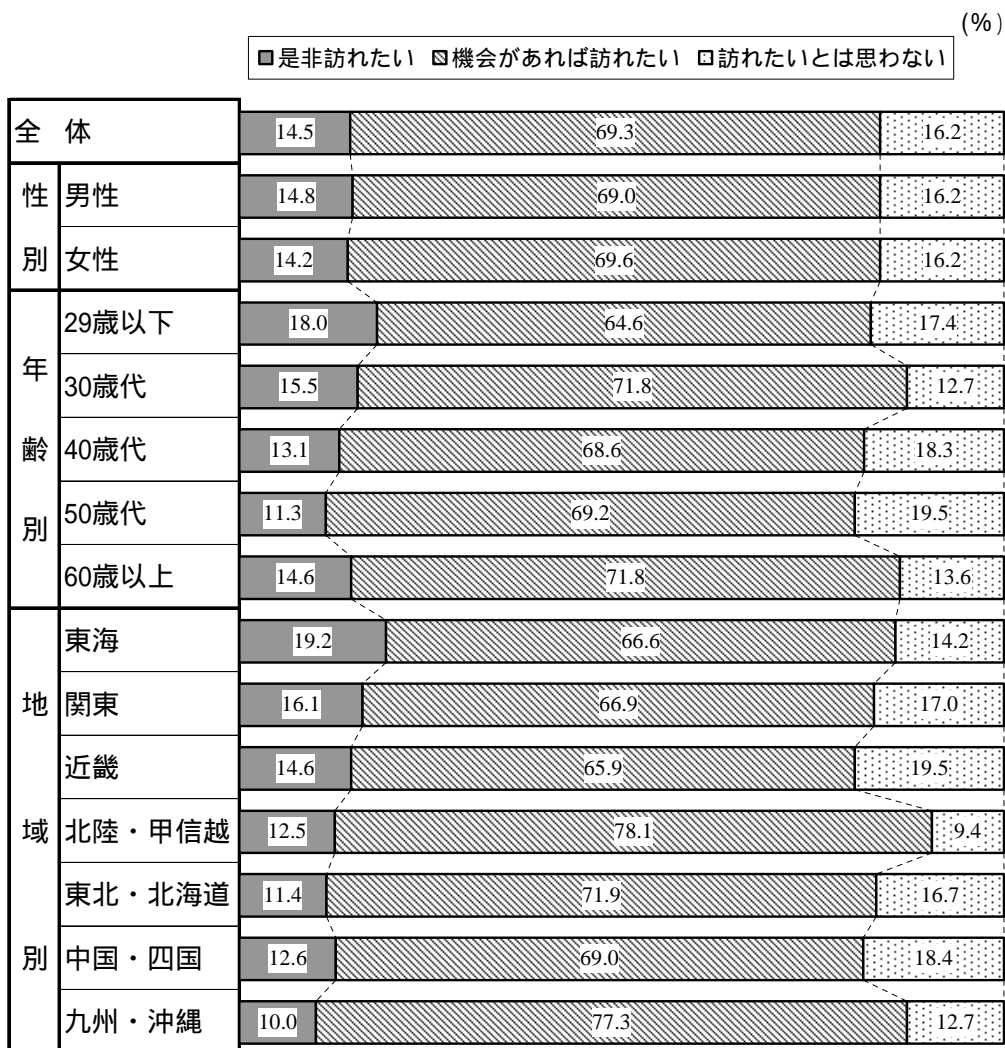 (%)
是非訪れたい 機会があれば訪れたい 訪れたいとは思わない
全 体 14.5 69.3 16.2
性別
男性 14.8 69.0 16.2
女性 14.2 69.6 16.2
年齢別
29歳以下 18.0 64.6 17.4
30歳代 15.5 71.8 12.7
40歳代 13.1 68.6 18.3
50歳代 11.3 69.2 19.5
60歳以上 14.6 71.8 13.6
地域別
東海 19.2 66.6 14.2
関東 16.1 66.9 17.0
近畿 14.6 65.9 19.5
北陸・甲信越 12.5 78.1 9.4
東北・北海道 11.4 71.9 16.7
中国・四国 12.6 69.0 18.4
九州・沖縄 10.0 77.3 12.7